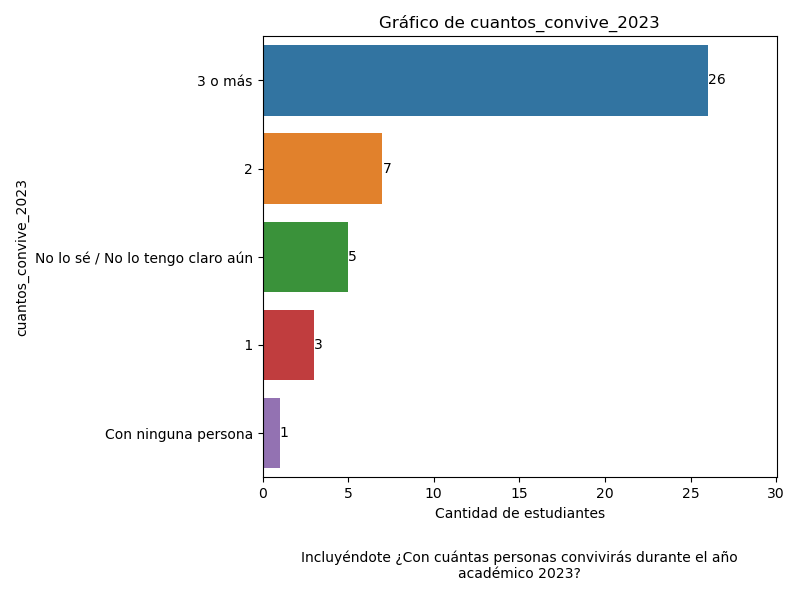 Gráfico de cuantos_convive_2023
cuantos_convive_2023
3 o más
26
2
7
No lo sé / No lo tengo claro aún
5
1
3
Con ninguna persona
1
0 5 10 15 20 25 30
Cantidad de estudiantes
Incluyéndote ¿Con cuántas personas convivirás durante el año
académico 2023?